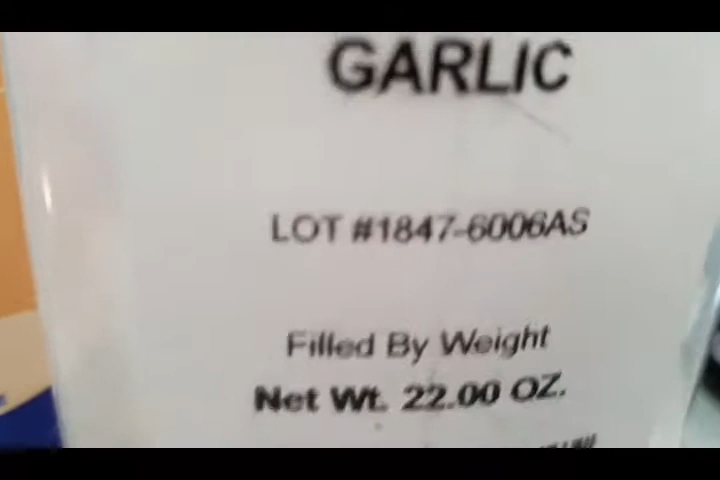 GARLIC
LOT #1847-6006AS
Filled By Weight
Net Wt. 22.00 OZ.